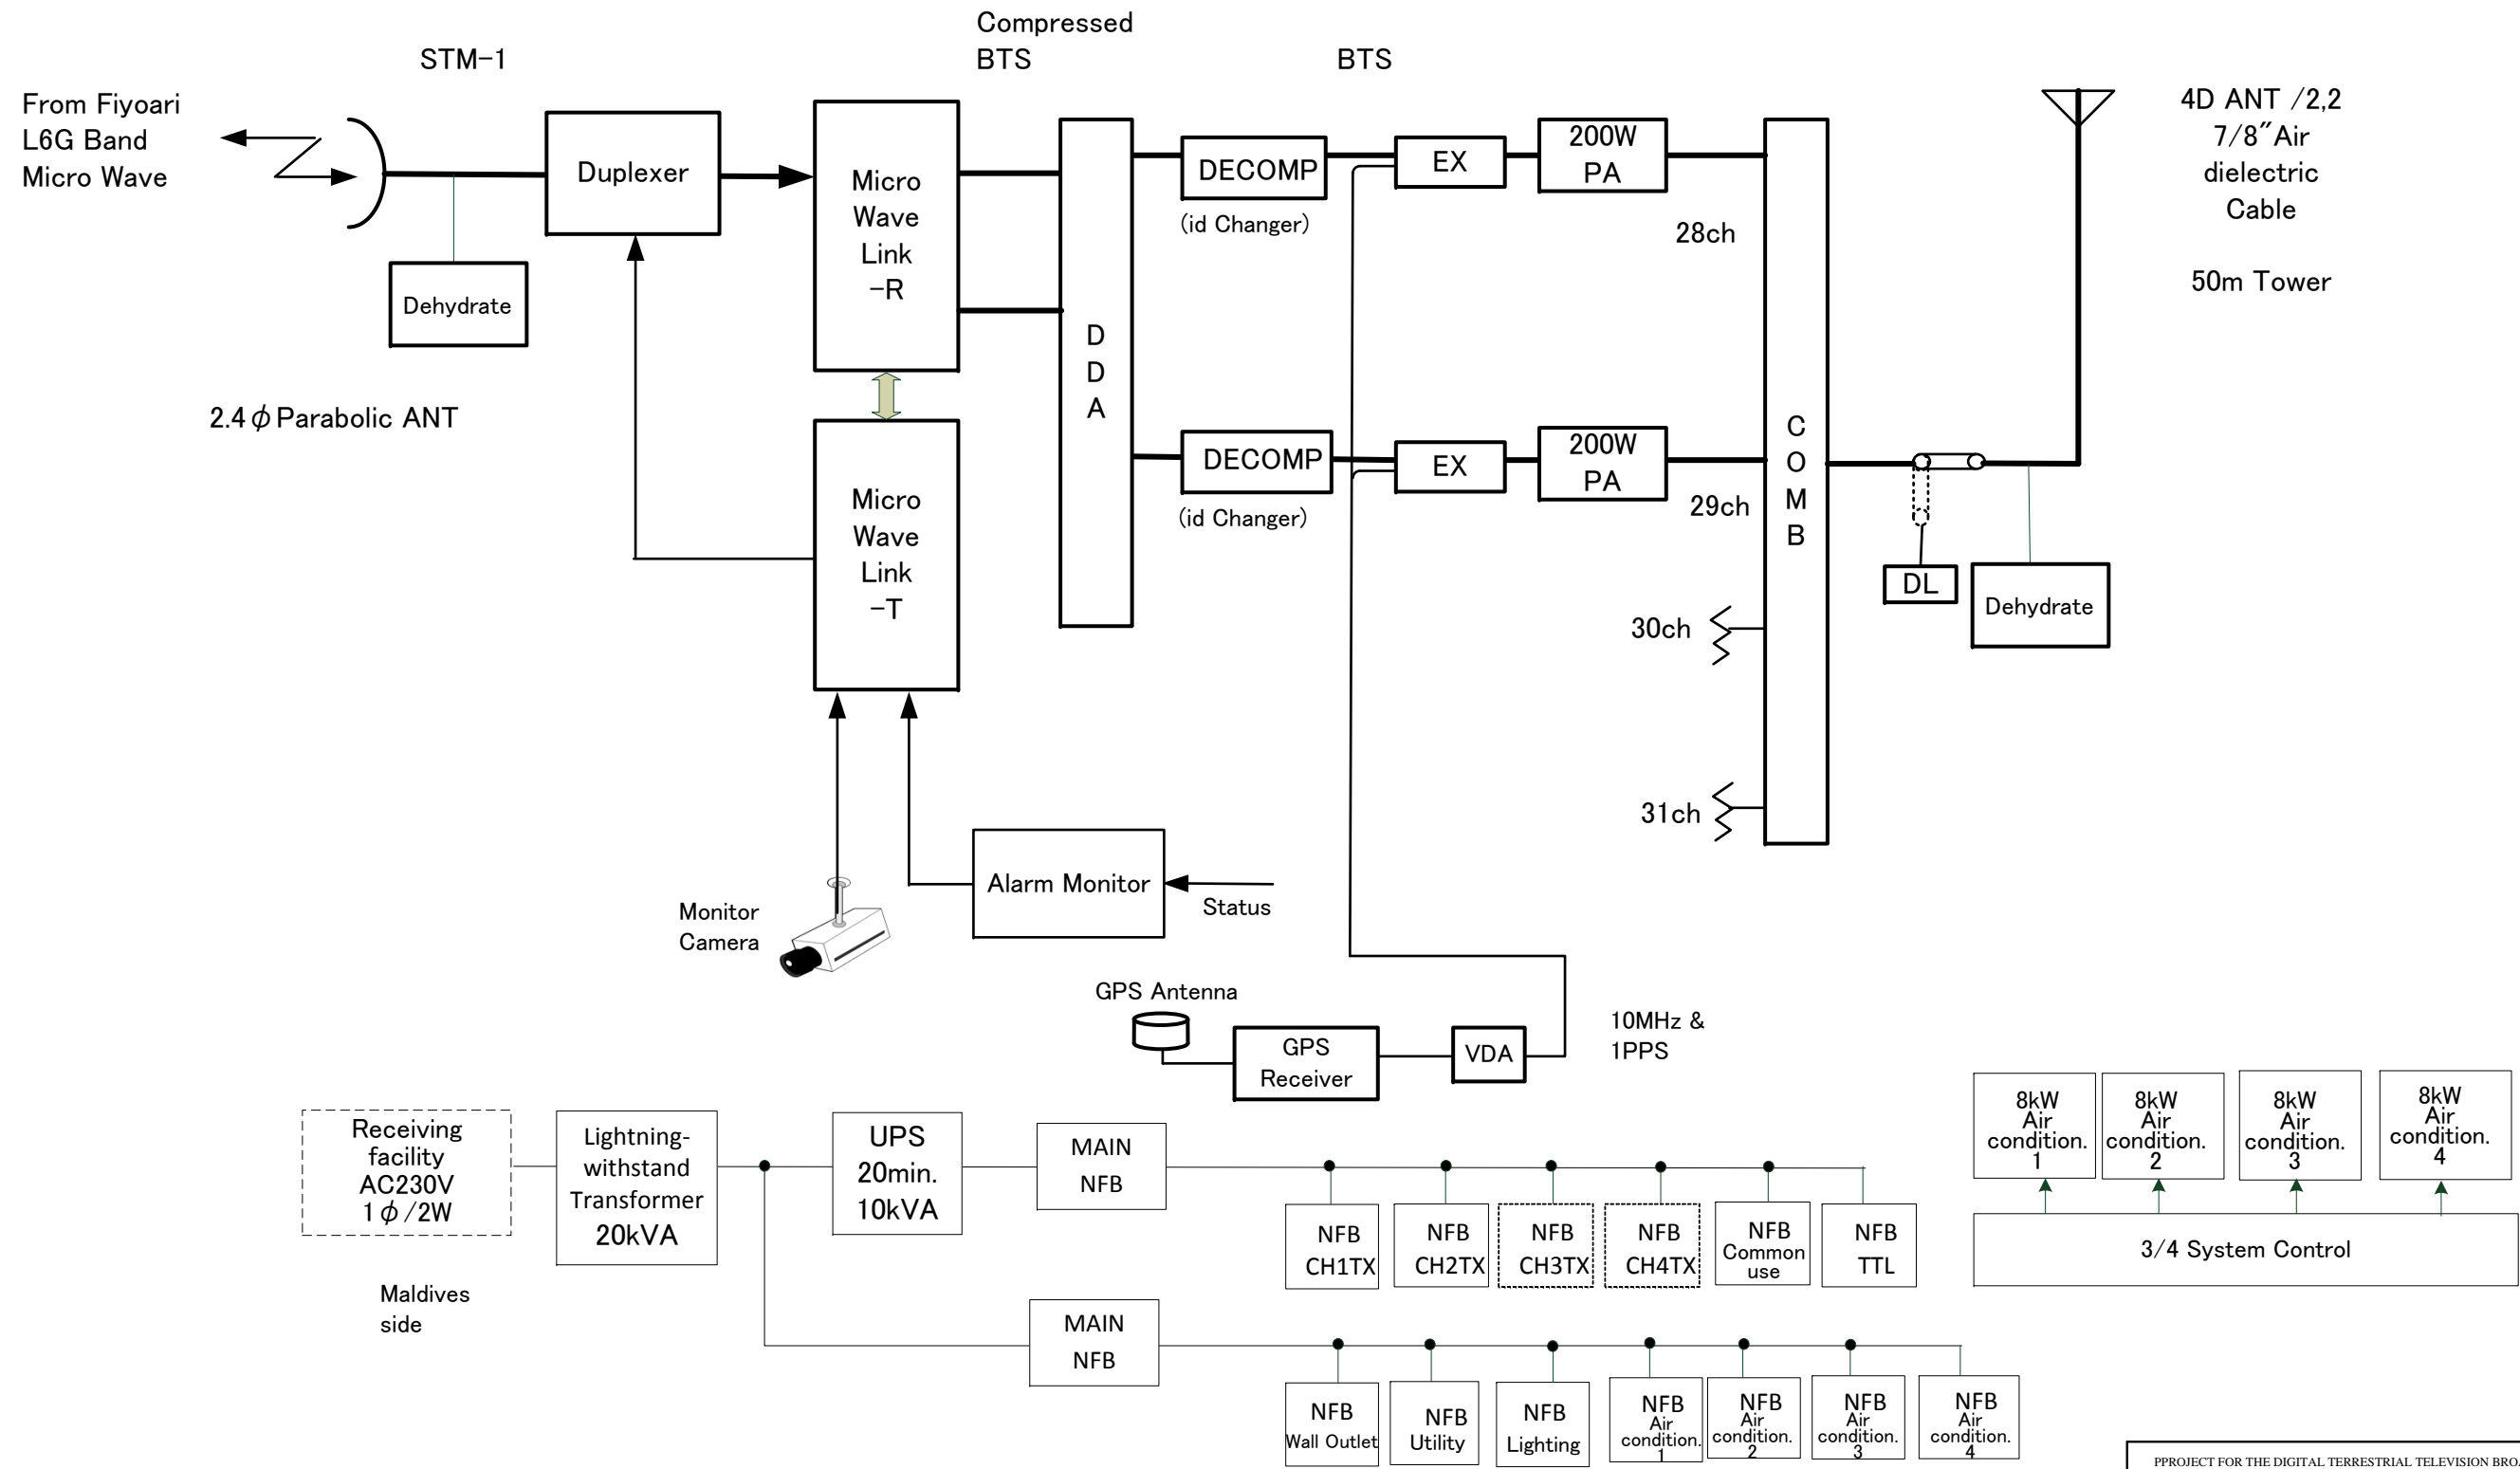 Compressed
STM-1
BTS
BTS
From Fiyoari
L6G Band
Micro Wave
Duplexer
Micro
Wave
Link
-R
D
D
A
DECOMP
(id Changer)
EX
200W
PA
28ch
4D ANT /2,2
7/8″Air
dielectric
Cable
50m Tower
Dehydrate
2.4φParabolic ANT
Micro
Wave
Link
-T
DECOMP
(id Changer)
EX
200W
PA
29ch
C
O
M
B
DL
Dehydrate
30ch
31ch
Alarm Monitor
Status
Monitor
Camera
GPS Antenna
GPS
Receiver
VDA
10MHz &
1PPS
Receiving
facility
AC230V
1φ/2W
Maldives
side
Lightning-
withstand
Transformer
20kVA
UPS
20min.
10kVA
MAIN
NFB
NFB
CH1TX
NFB
CH2TX
NFB
CH3TX
NFB
CH4TX
NFB
Common
use
NFB
TTL
8kW
Air
condition.
1
8kW
Air
condition.
2
8kW
Air
condition.
3
8kW
Air
condition.
4
3/4 System Control
MAIN
NFB
NFB
Wall Outlet
NFB
Utility
NFB
Lighting
NFB
Air
condition.
1
NFB
Air
condition.
2
NFB
Air
condition.
3
NFB
Air
condition.
4
PPROJECT FOR THE DIGITAL TERRESTRIAL TELEVISION BROA